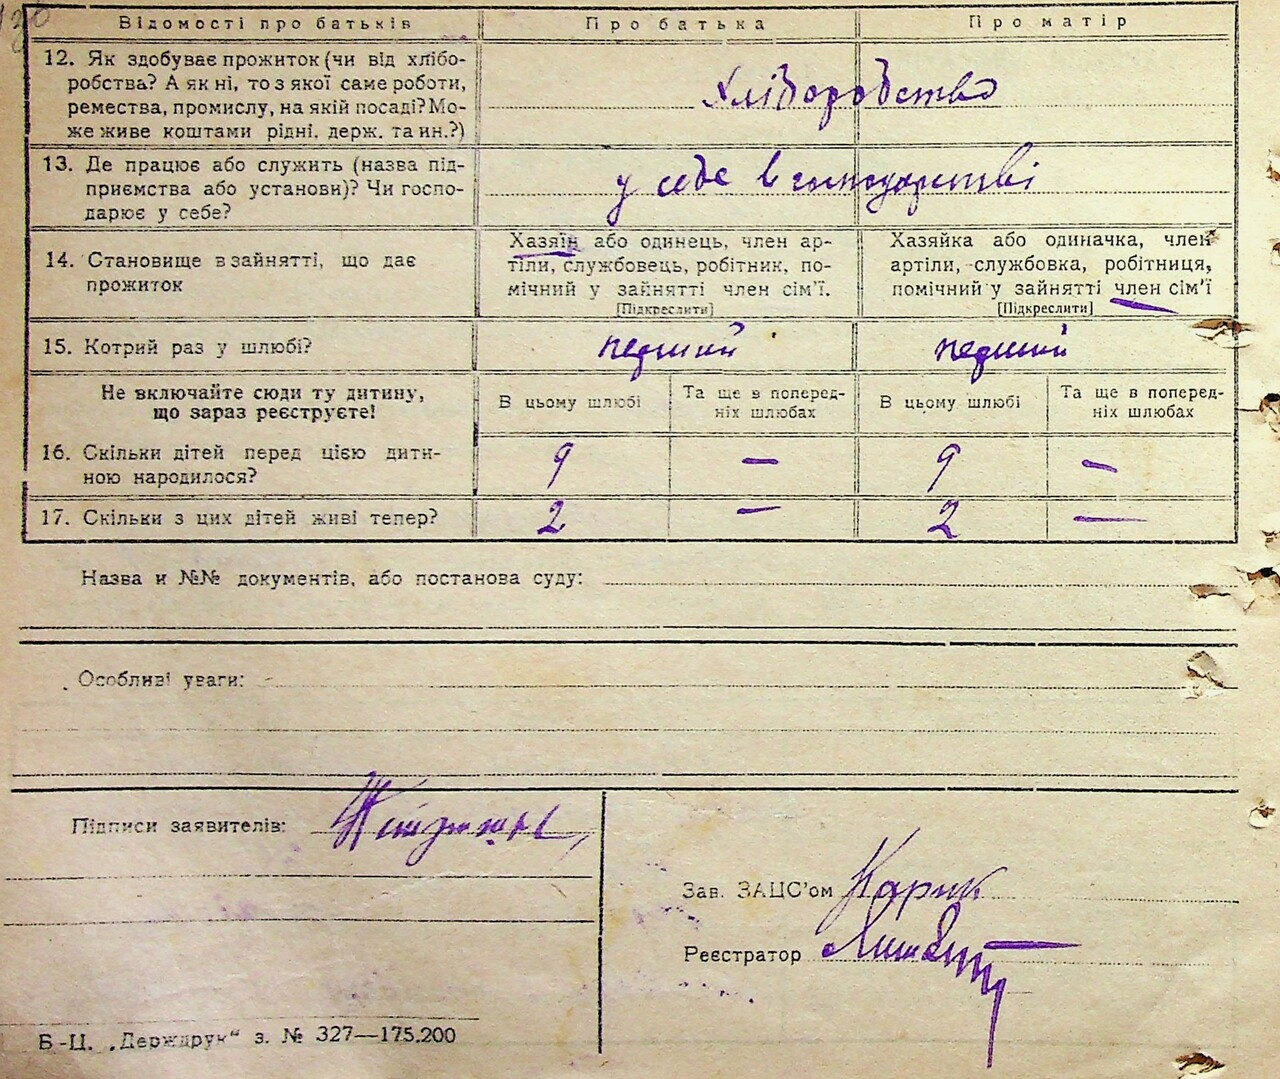 Відомості про батьків Про батька Про матір
12. Як здобуває прожиток (чи від хлібо-
робства? А як ні, то з якої саме роботи,
ремества, промислу, на якій посаді? Мо-
же живе коштами рідні, держ. та ин.?)
хліборобство
13. Де працює або служить (назва під-
приємства або установи)? Чи госпо-
дарює у себе?
у себе в господарстві
14. Становище в зайнятті, що дає
прожиток
Хазяїн або одинець, член ар-
тіли, службовець, робітник, по-
мічний у зайнятті член сім'ї.
[Підкреслити]
Хазяйка або одиначка, член
артіли, службовка, робітниця,
помічний у зайнятті член сім'ї
[Підкреслити]
15. Котрий раз у шлюбі? перший перший
Не включайте сюди ту дитину,
що зараз реєструєте!
В цьому шлюбі
Та ще в поперед-
ніх шлюбах
В цьому шлюбі
Та ще в поперед-
ніх шлюбах
16. Скільки дітей перед цією дити-
ною народилося?
9 — 9 —
17. Скільки з цих дітей живі тепер? 2 — 2 —
Назва и №№ документів, або постанова суду:
Особливі уваги:
Підписи заявителів:
Зав. ЗАЦС'ом
Реєстратор
Б-Ц. „Держдрук“ з. № 327—175.200